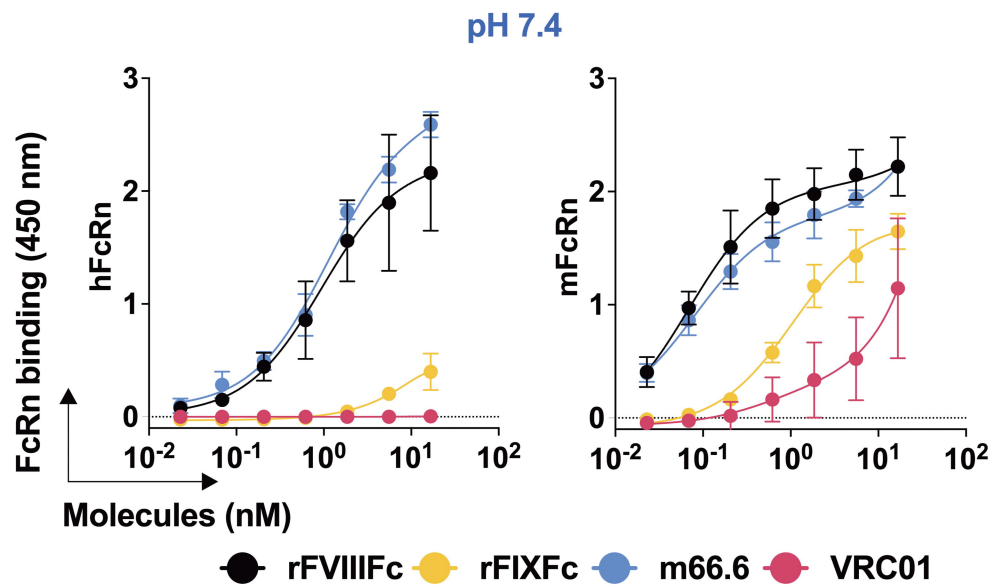 pH 7.4
FcRn binding (450 nm)
hFcRn
3
2
1
0
10-2 10-1 100 101 102
mFcRn
3
2
1
0
10-2 10-1 100 101 102
Molecules (nM)
rFVIIIFc rFIXFc m66.6 VRC01